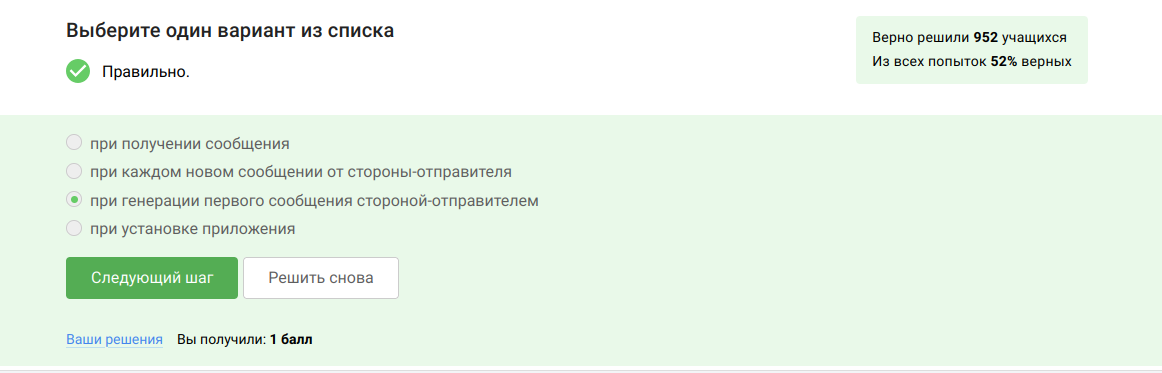 Выберите один вариант из списка
Правильно.
Верно решили 952 учащихся
Из всех попыток 52% верных
при получении сообщения
при каждом новом сообщении от стороны-отправителя
при генерации первого сообщения стороной-отправителем
при установке приложения
Следующий шаг
Решить снова
Ваши решения Вы получили: 1 балл